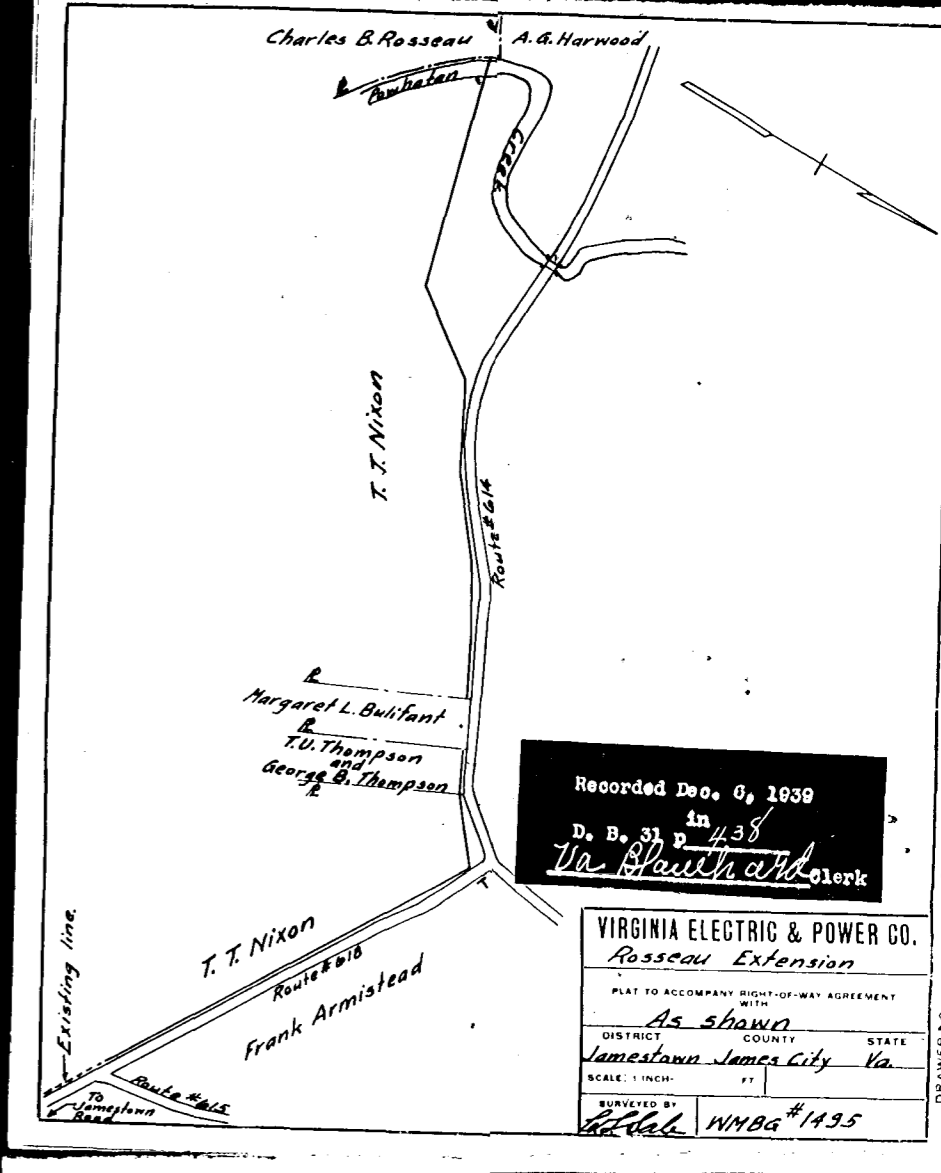 Charles B. Rosseau
A. G. Harwood
Powhatan
Creek
T. J. Nixon
Route #614
Margaret L. Bulifant
T. U. Thompson
and
George B. Thompson
Recorded Dec. 6, 1939
in
D. B. 31 p 438
Va Blanchard Clerk
T. T. Nixon
Route #618
Frank Armistead
Existing line.
Route #615
To
Jamestown
Road
VIRGINIA ELECTRIC & POWER CO.
Rosseau Extension
PLAT TO ACCOMPANY RIGHT-OF-WAY AGREEMENT
WITH
As shown
DISTRICT COUNTY STATE
Jamestown James City Va.
SCALE: 1 INCH- FT
SURVEYED BY
WMBG #1495